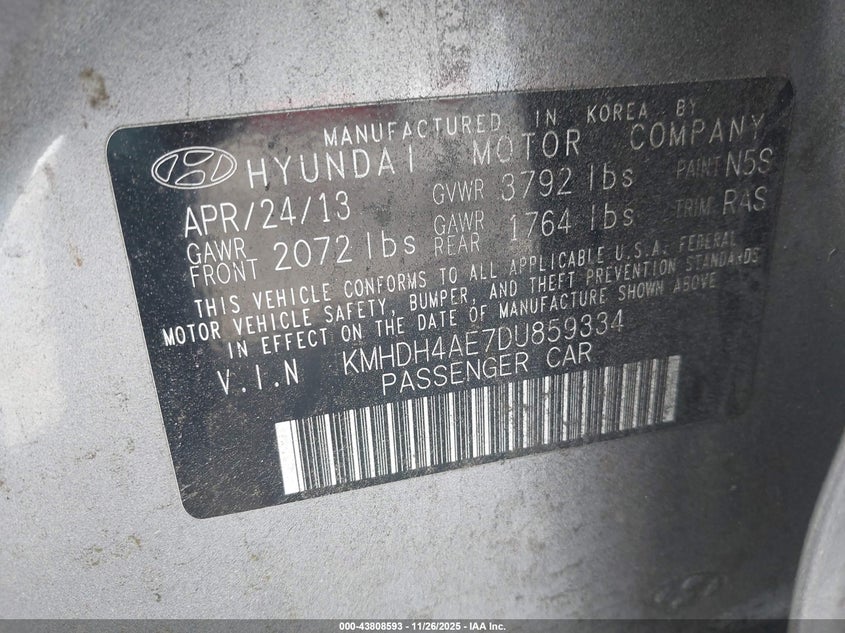 MANUFACTURED IN KOREA BY
HYUNDAI MOTOR COMPANY
APR/24/13 GVWR 3792 lbs PAINT N5S
GAWR FRONT 2072 lbs GAWR REAR 1764 lbs TRIM RAS
THIS VEHICLE CONFORMS TO ALL APPLICABLE U.S.A. FEDERAL
MOTOR VEHICLE SAFETY, BUMPER, AND THEFT PREVENTION STANDARDS
IN EFFECT ON THE DATE OF MANUFACTURE SHOWN ABOVE
V.I.N KMHDH4AE7DU859334
PASSENGER CAR
000-43808593 - 11/26/2025 - IAA Inc.